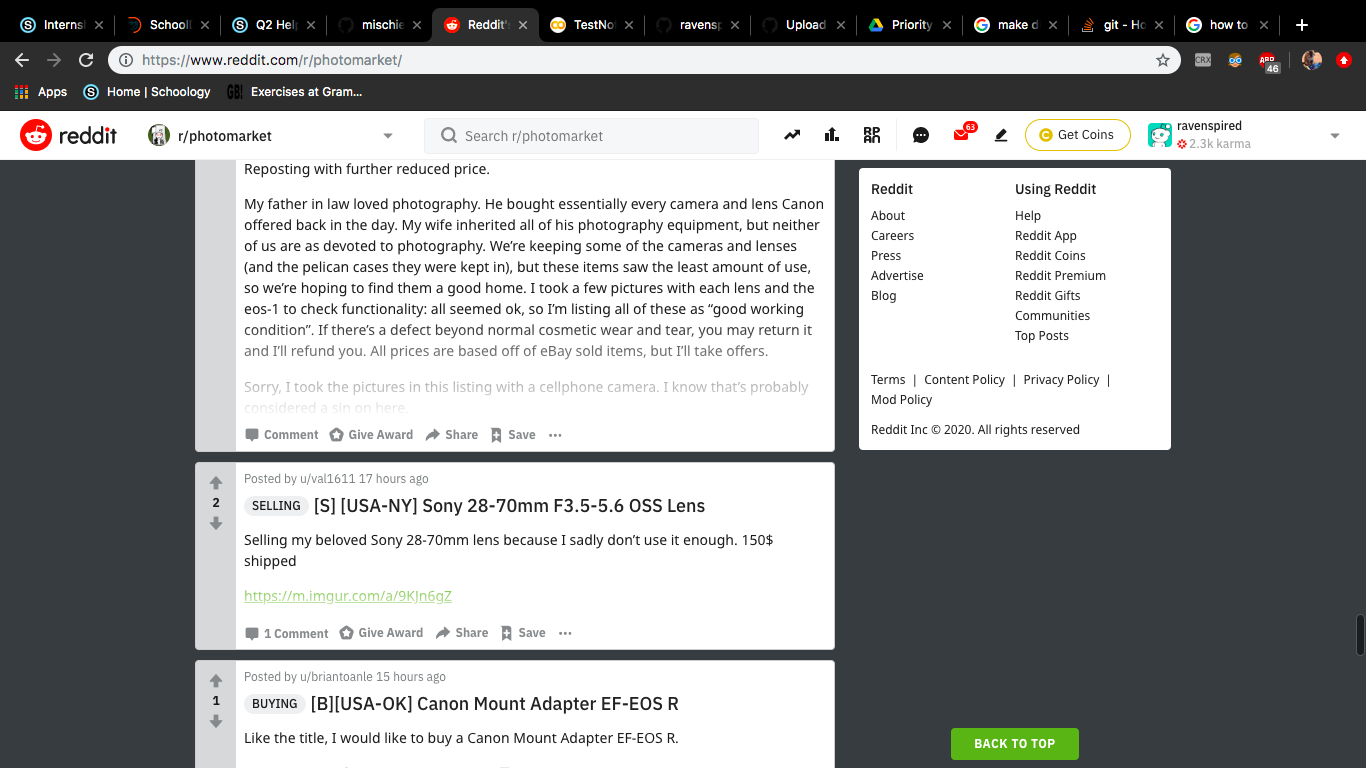 Interns
School
Q2 Hel
mischie
Reddit's
TestNo
ravensp
Upload
Priority
make d
git - Ho
how to
https://www.reddit.com/r/photomarket/
CRX
ABP
46
Apps
Home | Schoology
GB!
Exercises at Gram...
reddit
r/photomarket
Search r/photomarket
63
Get Coins
ravenspired
2.3k karma
Reposting with further reduced price.
My father in law loved photography. He bought essentially every camera and lens Canon
offered back in the day. My wife inherited all of his photography equipment, but neither
of us are as devoted to photography. We're keeping some of the cameras and lenses
(and the pelican cases they were kept in), but these items saw the least amount of use,
so we're hoping to find them a good home. I took a few pictures with each lens and the
eos-1 to check functionality: all seemed ok, so I'm listing all of these as “good working
condition”. If there's a defect beyond normal cosmetic wear and tear, you may return it
and I'll refund you. All prices are based off of eBay sold items, but I'll take offers.
Sorry, I took the pictures in this listing with a cellphone camera. I know that's probably
considered a sin on here.
Comment Give Award Share Save ...
Posted by u/val1611 17 hours ago
2
SELLING [S] [USA-NY] Sony 28-70mm F3.5-5.6 OSS Lens
Selling my beloved Sony 28-70mm lens because I sadly don't use it enough. 150$
shipped
https://m.imgur.com/a/9KJn6gZ
1 Comment Give Award Share Save ...
Posted by u/briantoanle 15 hours ago
1
BUYING [B][USA-OK] Canon Mount Adapter EF-EOS R
Like the title, I would like to buy a Canon Mount Adapter EF-EOS R.
Reddit
About
Careers
Press
Advertise
Blog
Using Reddit
Help
Reddit App
Reddit Coins
Reddit Premium
Reddit Gifts
Communities
Top Posts
Terms | Content Policy | Privacy Policy |
Mod Policy
Reddit Inc © 2020. All rights reserved
BACK TO TOP